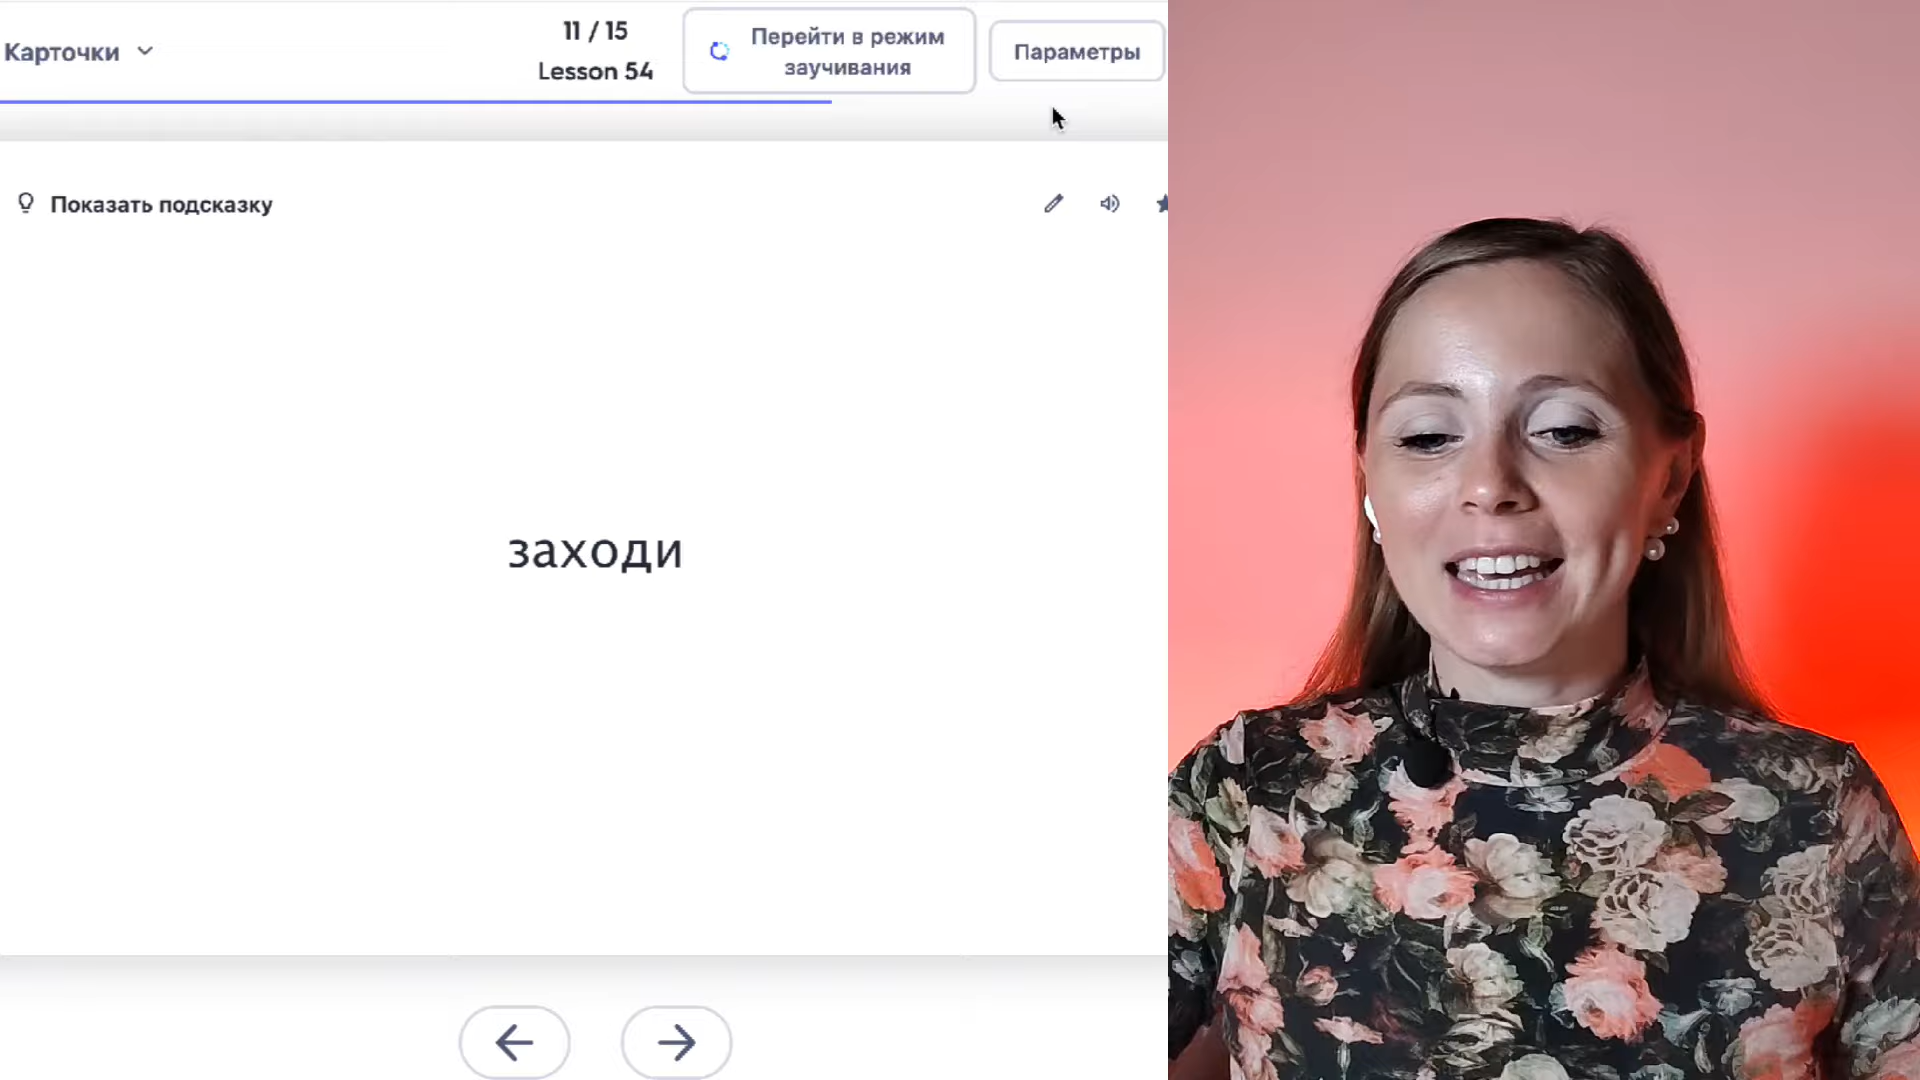 Карточки
11 / 15
Lesson 54
Перейти в режим
заучивания
Параметры
Показать подсказку
заходи